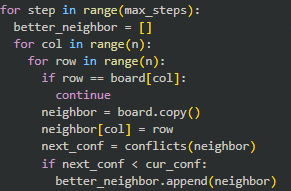 for step in range(max_steps):
  better_neighbor = []
  for col in range(n):
    for row in range(n):
      if row == board[col]:
        continue
      neighbor = board.copy()
      neighbor[col] = row
      next_conf = conflicts(neighbor)
      if next_conf < cur_conf:
        better_neighbor.append(neighbor)